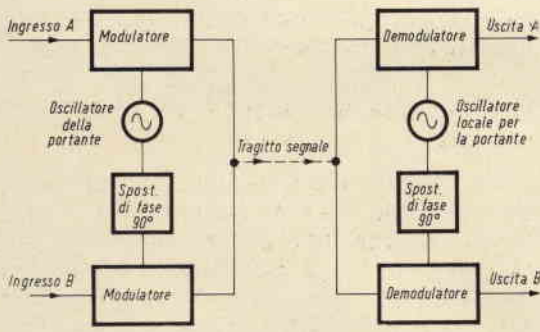 Ingresso A
Modulatore
Demodulatore
Uscita A
Oscillatore
della
portante
Oscillatore
locale per
la portante
Tragitto segnale
Spost.
di fase
90°
Spost.
di fase
90°
Ingresso B
Modulatore
Demodulatore
Uscita B